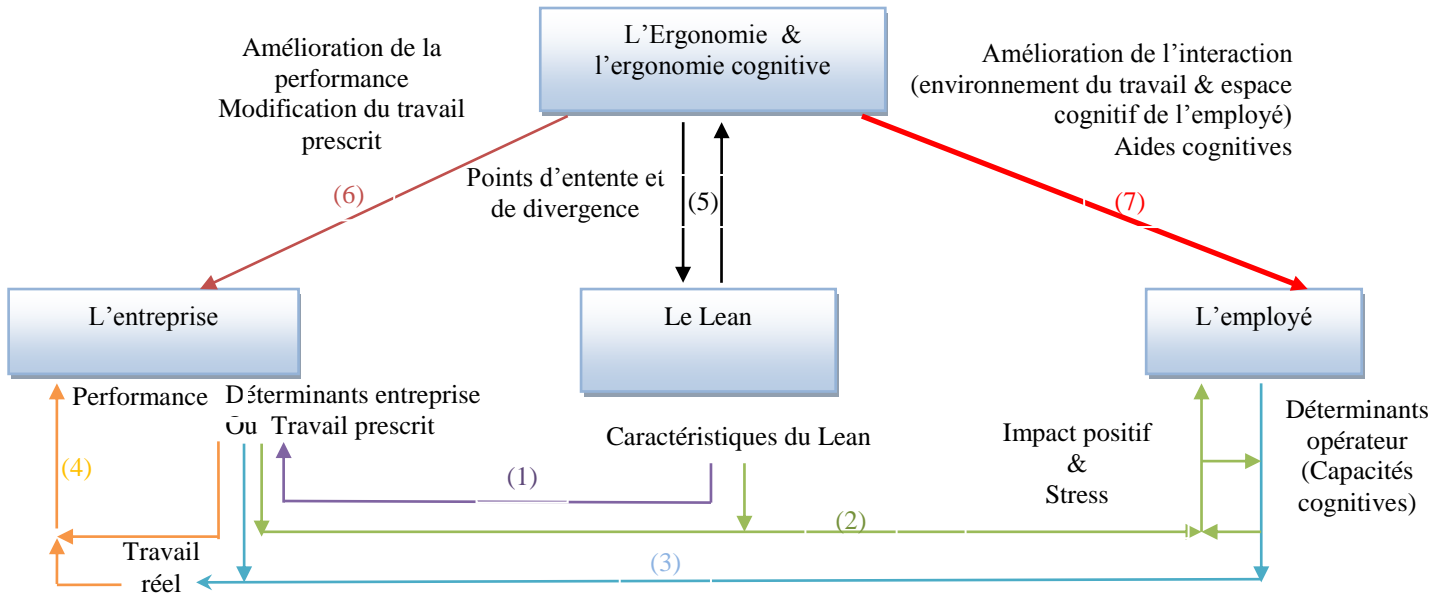 L'Ergonomie &
l'ergonomie cognitive
Amélioration de la
performance
Modification du travail
prescrit
Amélioration de l'interaction
(environnement du travail & espace
cognitif de l'employé)
Aides cognitives
(6)
Points d'entente et
de divergence
(5)
(7)
L'entreprise
Le Lean
L'employé
Performance
Déterminants entreprise
Ou Travail prescrit
Caractéristiques du Lean
Impact positif
&
Stress
Déterminants
opérateur
(Capacités
cognitives)
(4)
(1)
(2)
Travail
réel
(3)